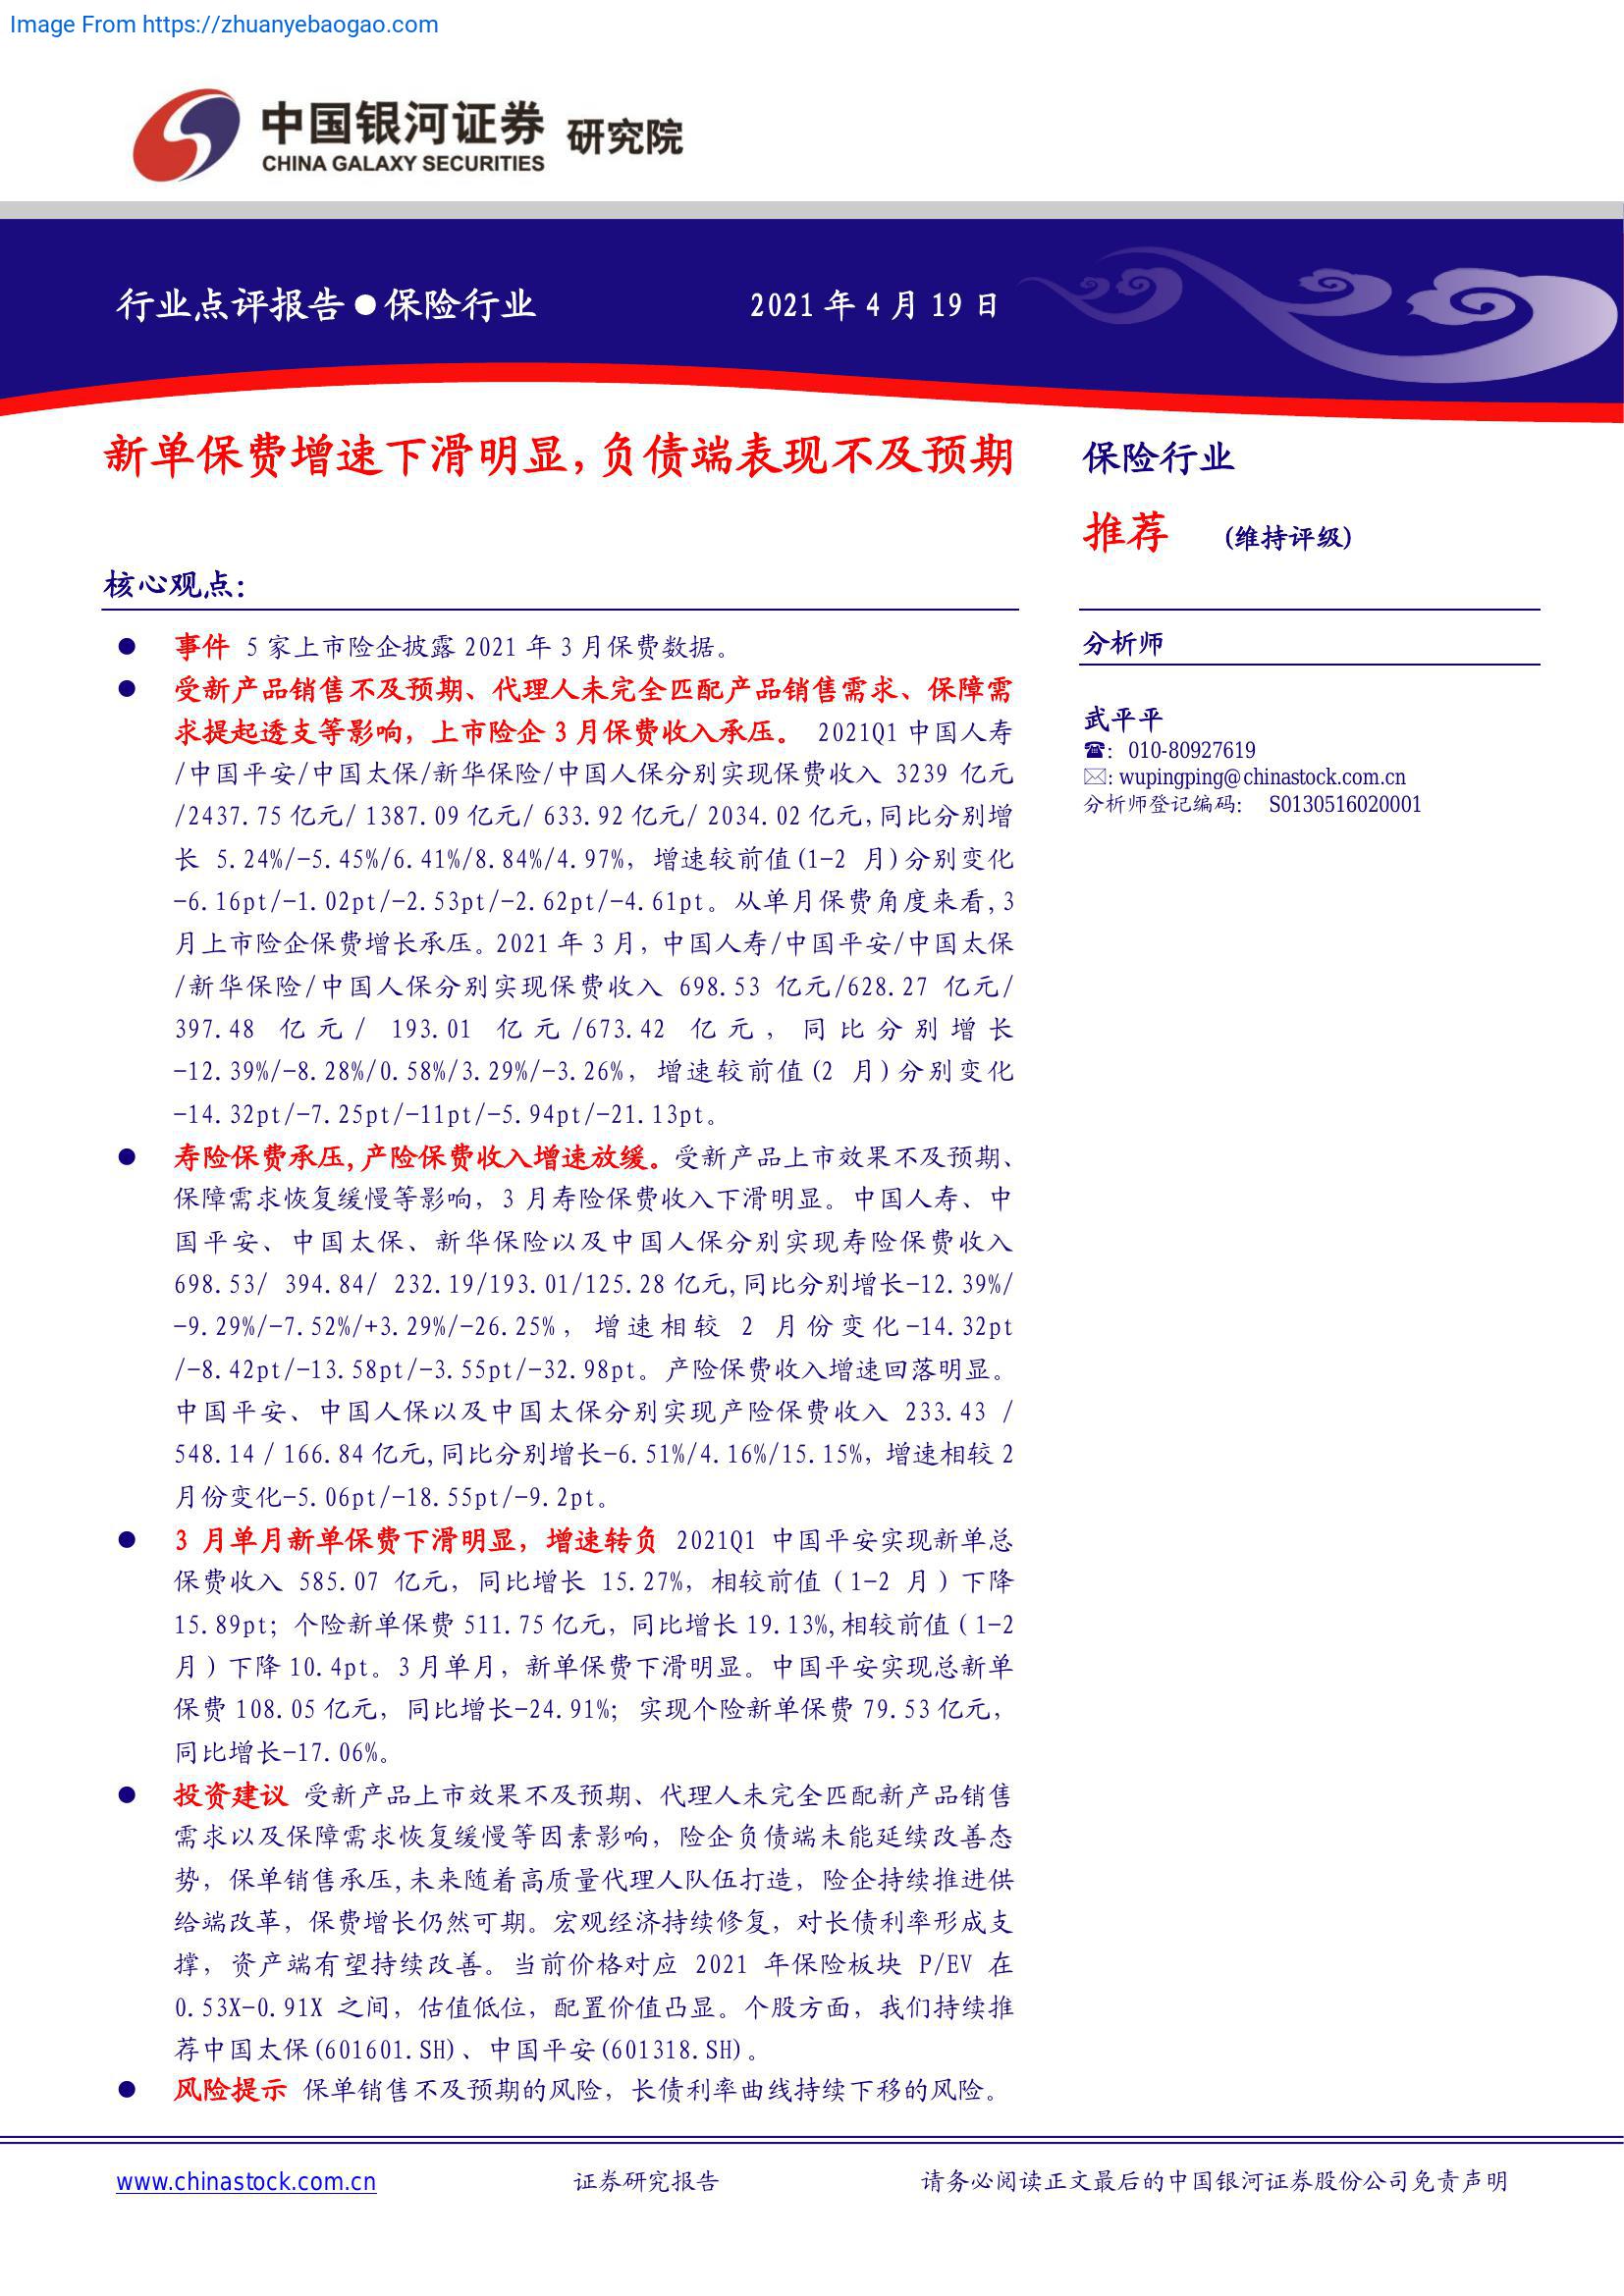 Image From https://zhuanyebaogao.com
中国银河证券 研究院
CHINA GALAXY SECURITIES
行业点评报告●保险行业
2021 年 4 月 19 日
新单保费增速下滑明显,负债端表现不及预期
核心观点:
● 事件 5 家上市险企披露 2021 年 3 月保费数据。
● 受新产品销售不及预期、代理人未完全匹配产品销售需求、保障需
求提起透支等影响，上市险企 3 月保费收入承压。 2021Q1 中国人寿
/中国平安/中国太保/新华保险/中国人保分别实现保费收入 3239 亿元
/2437.75 亿元/ 1387.09 亿元/ 633.92 亿元/ 2034.02 亿元,同比分别增
长 5.24%/-5.45%/6.41%/8.84%/4.97%，增速较前值(1-2 月)分别变化
-6.16pt/-1.02pt/-2.53pt/-2.62pt/-4.61pt。从单月保费角度来看,3
月上市险企保费增长承压。2021 年 3 月，中国人寿/中国平安/中国太保
/新华保险/中国人保分别实现保费收入 698.53 亿元/628.27 亿元/
397.48 亿元/ 193.01 亿元/673.42 亿元，同比分别增长
-12.39%/-8.28%/0.58%/3.29%/-3.26%，增速较前值(2 月)分别变化
-14.32pt/-7.25pt/-11pt/-5.94pt/-21.13pt。
● 寿险保费承压,产险保费收入增速放缓。受新产品上市效果不及预期、
保障需求恢复缓慢等影响，3 月寿险保费收入下滑明显。中国人寿、中
国平安、中国太保、新华保险以及中国人保分别实现寿险保费收入
698.53/ 394.84/ 232.19/193.01/125.28 亿元,同比分别增长-12.39%/
-9.29%/-7.52%/+3.29%/-26.25%，增速相较 2 月份变化-14.32pt
/-8.42pt/-13.58pt/-3.55pt/-32.98pt。产险保费收入增速回落明显。
中国平安、中国人保以及中国太保分别实现产险保费收入 233.43 /
548.14 / 166.84 亿元,同比分别增长-6.51%/4.16%/15.15%，增速相较 2
月份变化-5.06pt/-18.55pt/-9.2pt。
● 3 月单月新单保费下滑明显，增速转负 2021Q1 中国平安实现新单总
保费收入 585.07 亿元，同比增长 15.27%，相较前值（1-2 月）下降
15.89pt；个险新单保费 511.75 亿元，同比增长 19.13%,相较前值（1-2
月）下降 10.4pt。3 月单月，新单保费下滑明显。中国平安实现总新单
保费 108.05 亿元，同比增长-24.91%；实现个险新单保费 79.53 亿元，
同比增长-17.06%。
● 投资建议 受新产品上市效果不及预期、代理人未完全匹配新产品销售
需求以及保障需求恢复缓慢等因素影响，险企负债端未能延续改善态
势，保单销售承压,未来随着高质量代理人队伍打造，险企持续推进供
给端改革，保费增长仍然可期。宏观经济持续修复，对长债利率形成支
撑，资产端有望持续改善。当前价格对应 2021 年保险板块 P/EV 在
0.53X-0.91X 之间，估值低位，配置价值凸显。个股方面，我们持续推
荐中国太保(601601.SH)、中国平安(601318.SH)。
● 风险提示 保单销售不及预期的风险，长债利率曲线持续下移的风险。
保险行业
推荐 (维持评级)
分析师
武平平
☎: 010-80927619
✉: wupingping@chinastock.com.cn
分析师登记编码: S0130516020001
www.chinastock.com.cn
证券研究报告
请务必阅读正文最后的中国银河证券股份公司免责声明